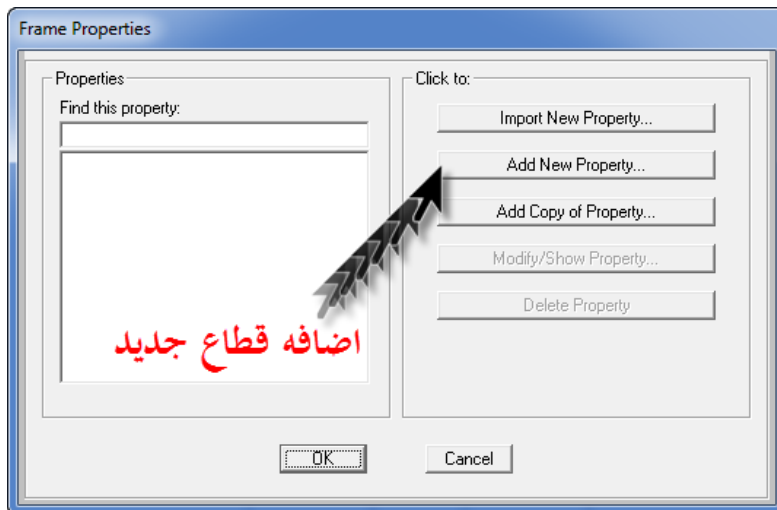 Frame Properties
Properties
Find this property:
اضافه قطاع جديد
Click to:
Import New Property...
Add New Property...
Add Copy of Property...
Modify/Show Property...
Delete Property
OK
Cancel